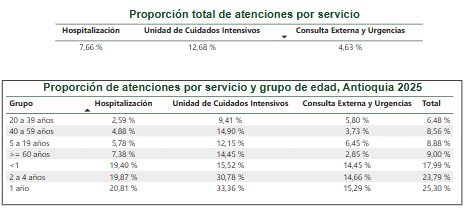 Proporción total de atenciones por servicio
Hospitalización Unidad de Cuidados Intensivos Consulta Externa y Urgencias
7,66 % 12,68 % 4,63 %
Proporción de atenciones por servicio y grupo de edad, Antioquia 2025
Grupo Hospitalización Unidad de Cuidados Intensivos Consulta Externa y Urgencias Total
20 a 39 años 2,59 % 9,41 % 5,80 % 6,48 %
40 a 59 años 4,88 % 14,90 % 3,73 % 8,56 %
5 a 19 años 5,78 % 12,15 % 6,45 % 8,88 %
>= 60 años 7,38 % 14,45 % 2,85 % 9,00 %
<1 19,40 % 15,52 % 14,45 % 17,99 %
2 a 4 años 19,87 % 30,78 % 14,66 % 23,79 %
1 año 20,81 % 33,36 % 15,29 % 25,30 %